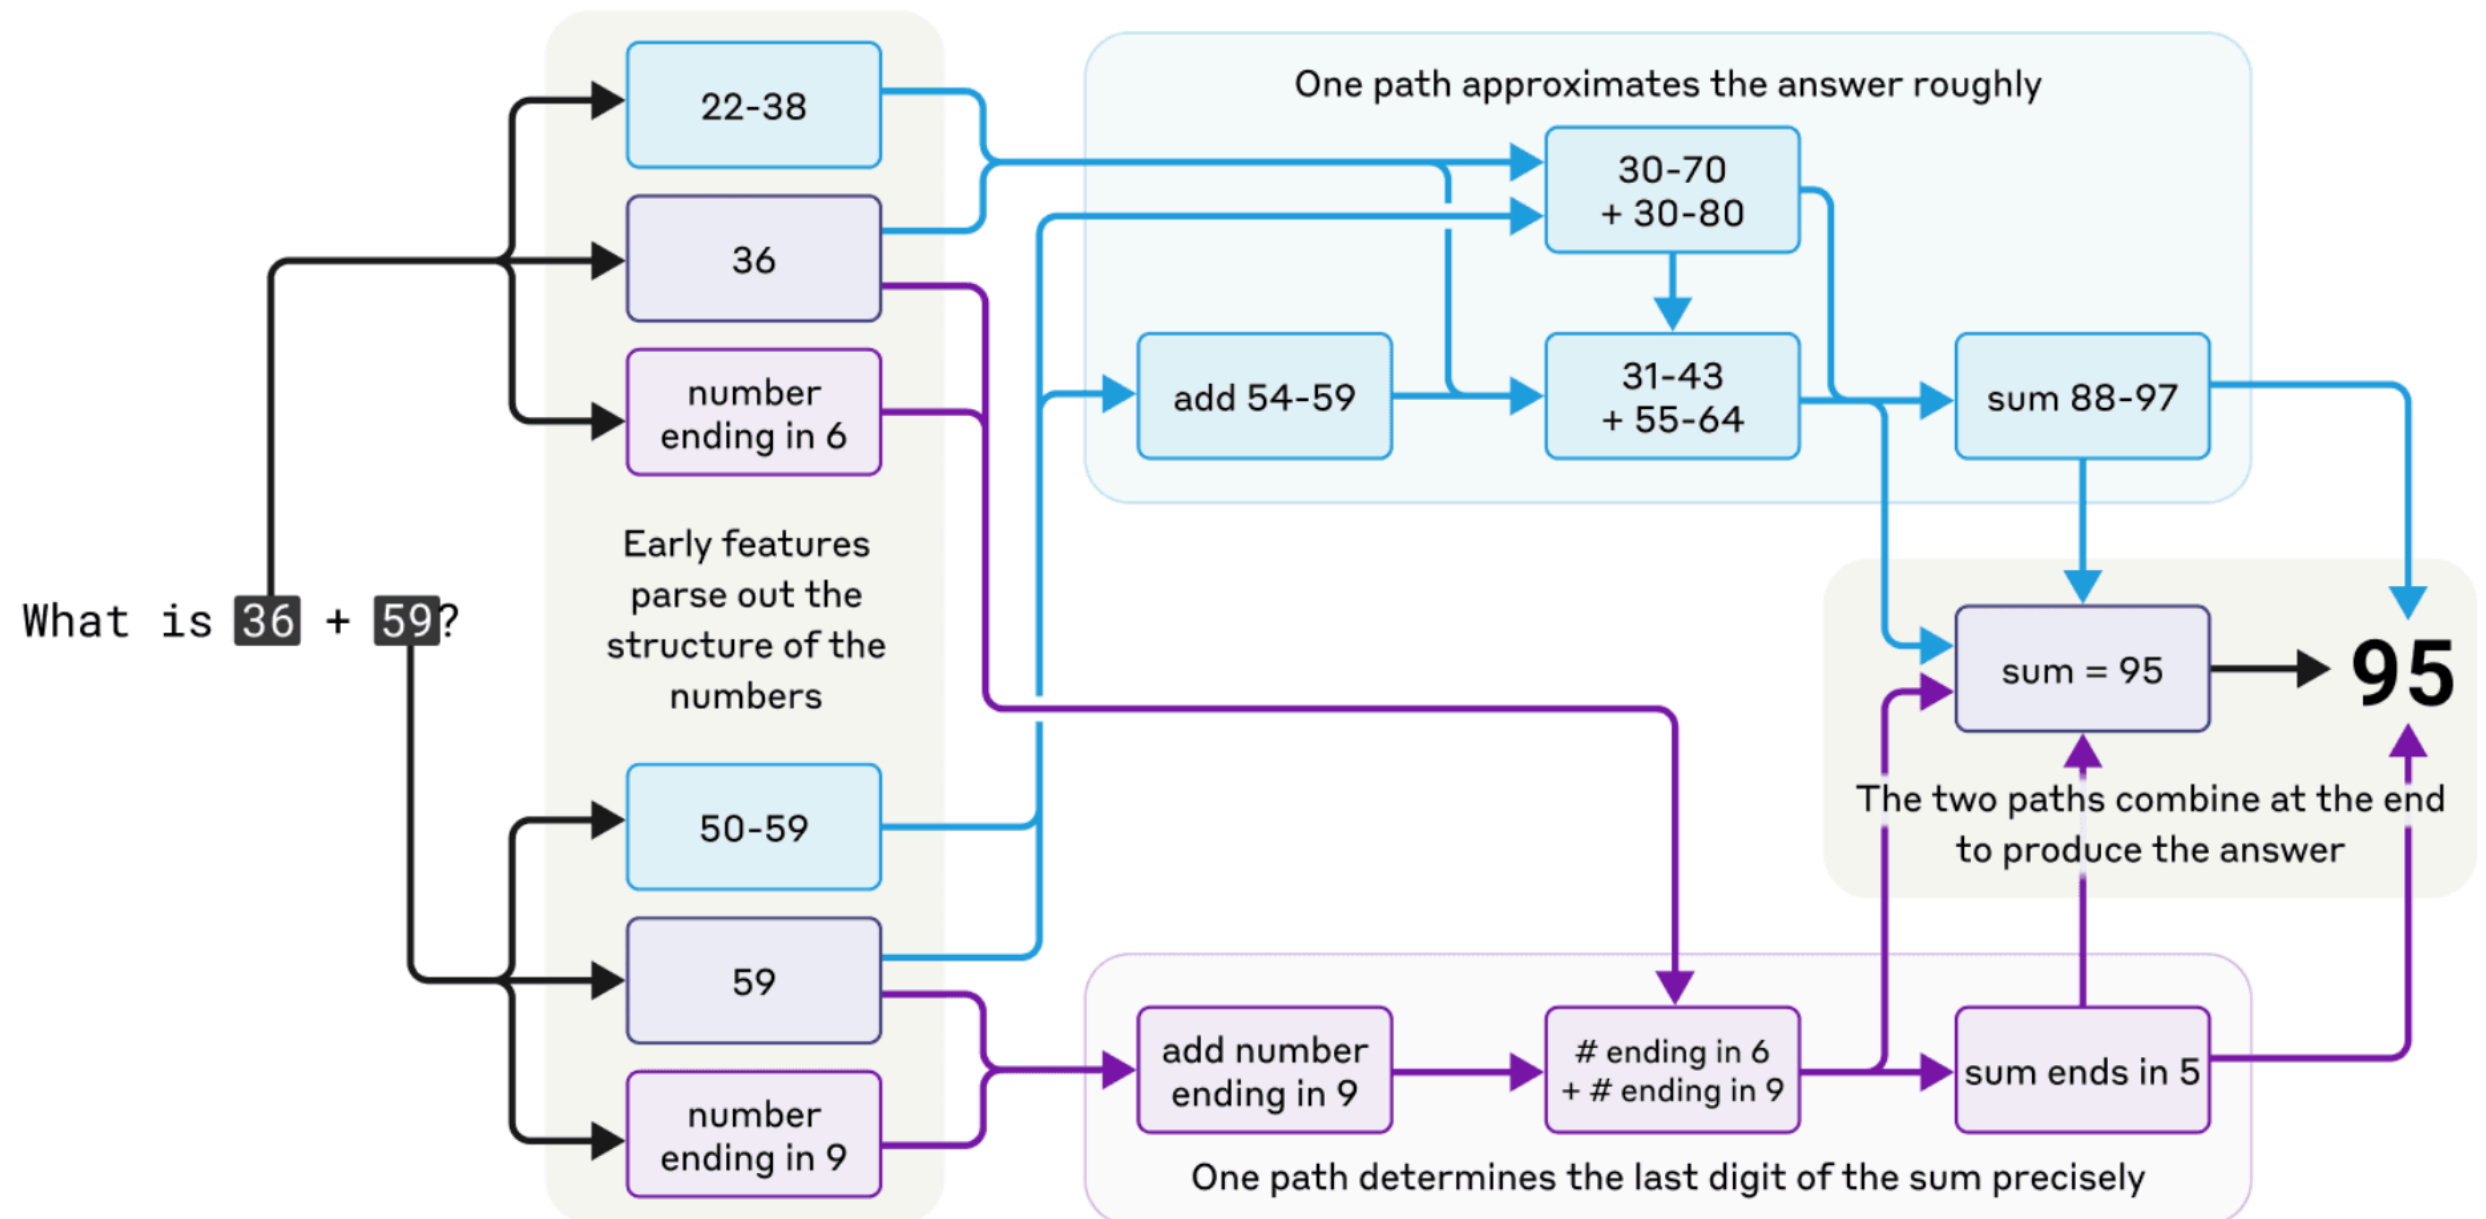 What is 36 + 59?
22-38
36
number
ending in 6
Early features
parse out the
structure of the
numbers
50-59
59
number
ending in 9
One path approximates the answer roughly
30-70
+ 30-80
add 54-59
31-43
+ 55-64
sum 88-97
sum = 95
95
The two paths combine at the end
to produce the answer
add number
ending in 9
# ending in 6
+ # ending in 9
sum ends in 5
One path determines the last digit of the sum precisely